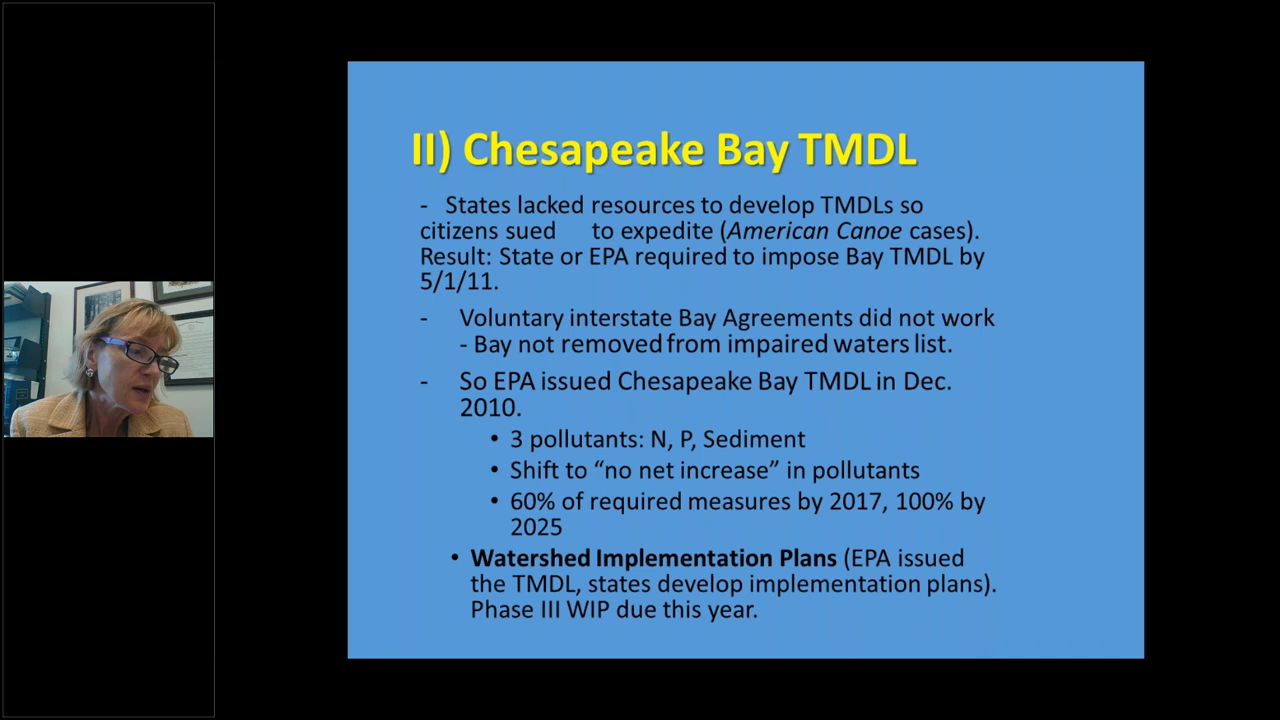 II) Chesapeake Bay TMDL
- States lacked resources to develop TMDLs so
citizens sued to expedite (American Canoe cases).
Result: State or EPA required to impose Bay TMDL by
5/1/11.
- Voluntary interstate Bay Agreements did not work
- Bay not removed from impaired waters list.
- So EPA issued Chesapeake Bay TMDL in Dec.
2010.
• 3 pollutants: N, P, Sediment
• Shift to “no net increase” in pollutants
• 60% of required measures by 2017, 100% by
2025
• Watershed Implementation Plans (EPA issued
the TMDL, states develop implementation plans).
Phase III WIP due this year.